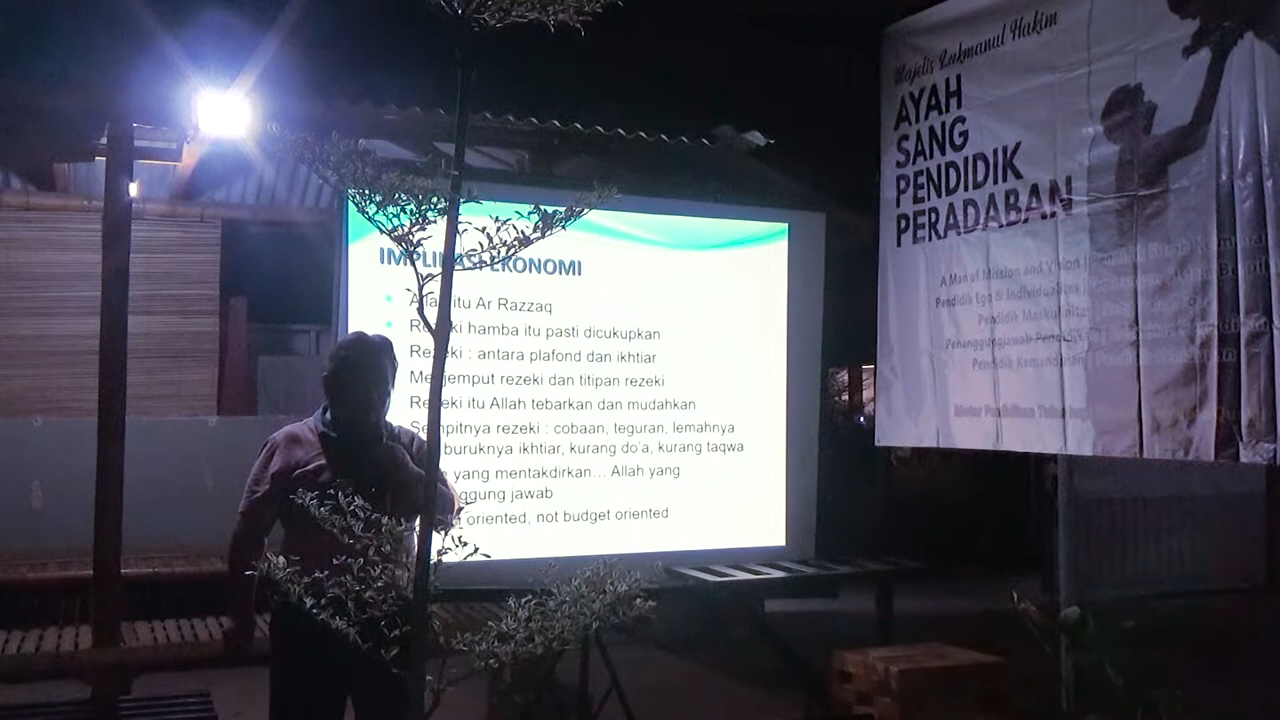 IMPLIKASI EKONOMI
Allah itu Ar Razzaq
Rezeki hamba itu pasti dicukupkan
Rezeki : antara plafond dan ikhtiar
Menjemput rezeki dan titipan rezeki
Rezeki itu Allah tebarkan dan mudahkan
Sempitnya rezeki : cobaan, teguran, lemahnya
buruknya ikhtiar, kurang do'a, kurang taqwa
yang mentakdirkan... Allah yang
ggung jawab
oriented, not budget oriented
Majelis Lukmanul Hakim
AYAH
SANG
PENDIDIK
PERADABAN
A Man of Mission and Vision
Pendidik Ego & Individualitas
Pendidik Maskulinitas
Penanggungjawab Pendidikan
Pendidik Kemandirian